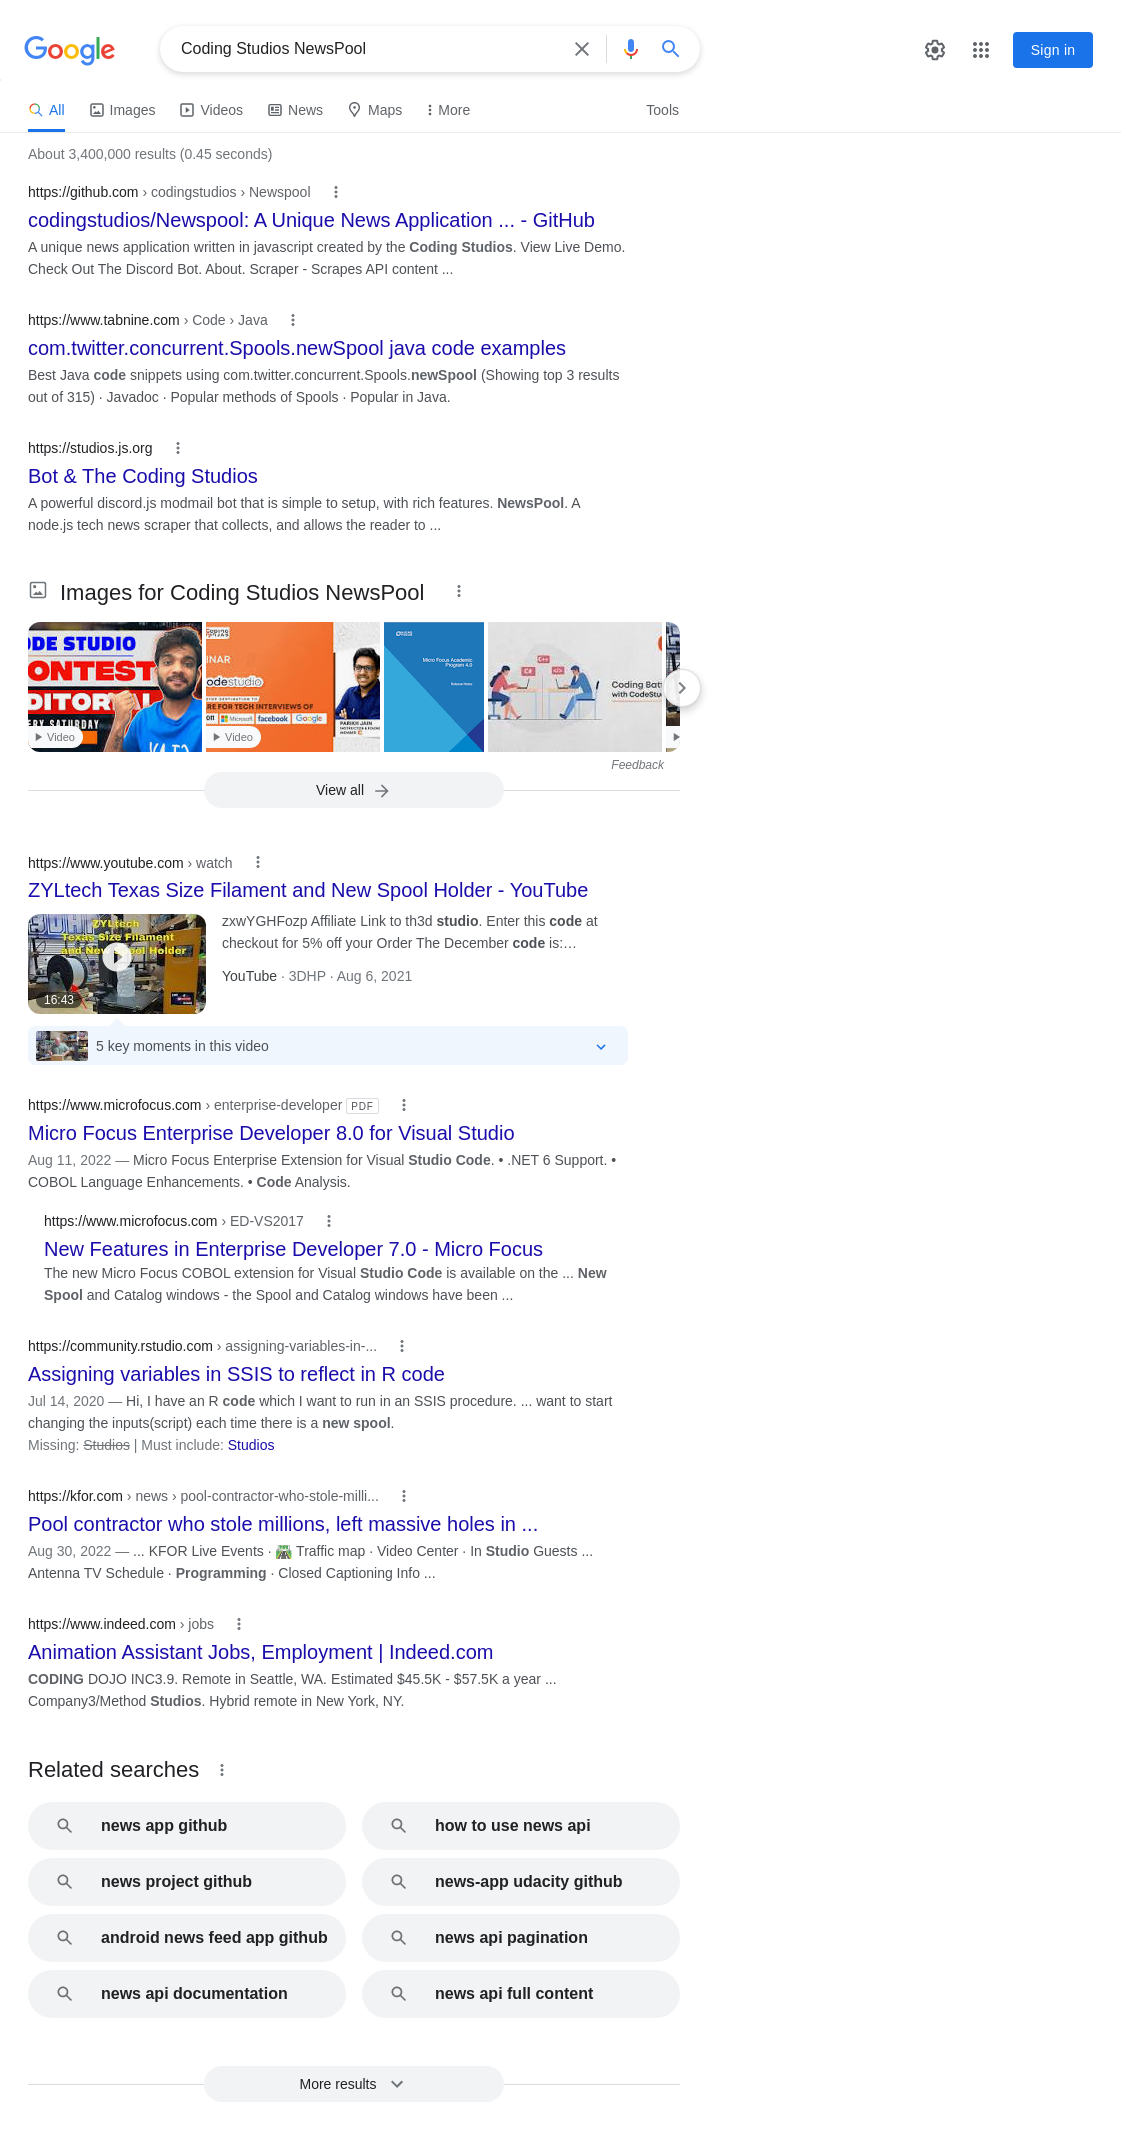 Google
Coding Studios NewsPool
Sign in
All
Images
Videos
News
Maps
More
Tools
About 3,400,000 results (0.45 seconds)
https://github.com › codingstudios › Newspool
codingstudios/Newspool: A Unique News Application ... - GitHub
A unique news application written in javascript created by the Coding Studios. View Live Demo.
Check Out The Discord Bot. About. Scraper - Scrapes API content ...
https://www.tabnine.com › Code › Java
com.twitter.concurrent.Spools.newSpool java code examples
Best Java code snippets using com.twitter.concurrent.Spools.newSpool (Showing top 3 results
out of 315) · Javadoc · Popular methods of Spools · Popular in Java.
https://studios.js.org
Bot & The Coding Studios
A powerful discord.js modmail bot that is simple to setup, with rich features. NewsPool. A
node.js tech news scraper that collects, and allows the reader to ...
Images for Coding Studios NewsPool
ODE STUDIO
ONTEST
DITORIAL
ERY SATURDAY
Video
INAR
codestudio
RE FOR TECH INTERVIEWS OF
Microsoft
facebook
Google
PARIKH JAIN
Video
Micro Focus Academic
Program 4.0
Release Notes
C++
C#
</>
Coding Batt
with CodeStu
Feedback
View all
https://www.youtube.com › watch
ZYLtech Texas Size Filament and New Spool Holder - YouTube
ZYLtech
Texas Size Filament
and New Spool Holder
16:43
zxwYGHFozp Affiliate Link to th3d studio. Enter this code at
checkout for 5% off your Order The December code is:...
YouTube · 3DHP · Aug 6, 2021
5 key moments in this video
https://www.microfocus.com › enterprise-developer PDF
Micro Focus Enterprise Developer 8.0 for Visual Studio
Aug 11, 2022 — Micro Focus Enterprise Extension for Visual Studio Code. • .NET 6 Support. •
COBOL Language Enhancements. • Code Analysis.
https://www.microfocus.com › ED-VS2017
New Features in Enterprise Developer 7.0 - Micro Focus
The new Micro Focus COBOL extension for Visual Studio Code is available on the ... New
Spool and Catalog windows - the Spool and Catalog windows have been ...
https://community.rstudio.com › assigning-variables-in-...
Assigning variables in SSIS to reflect in R code
Jul 14, 2020 — Hi, I have an R code which I want to run in an SSIS procedure. ... want to start
changing the inputs(script) each time there is a new spool.
Missing: Studios | Must include: Studios
https://kfor.com › news › pool-contractor-who-stole-milli...
Pool contractor who stole millions, left massive holes in ...
Aug 30, 2022 — ... KFOR Live Events · 🛣️ Traffic map · Video Center · In Studio Guests ...
Antenna TV Schedule · Programming · Closed Captioning Info ...
https://www.indeed.com › jobs
Animation Assistant Jobs, Employment | Indeed.com
CODING DOJO INC3.9. Remote in Seattle, WA. Estimated $45.5K - $57.5K a year ...
Company3/Method Studios. Hybrid remote in New York, NY.
Related searches
news app github
how to use news api
news project github
news-app udacity github
android news feed app github
news api pagination
news api documentation
news api full content
More results